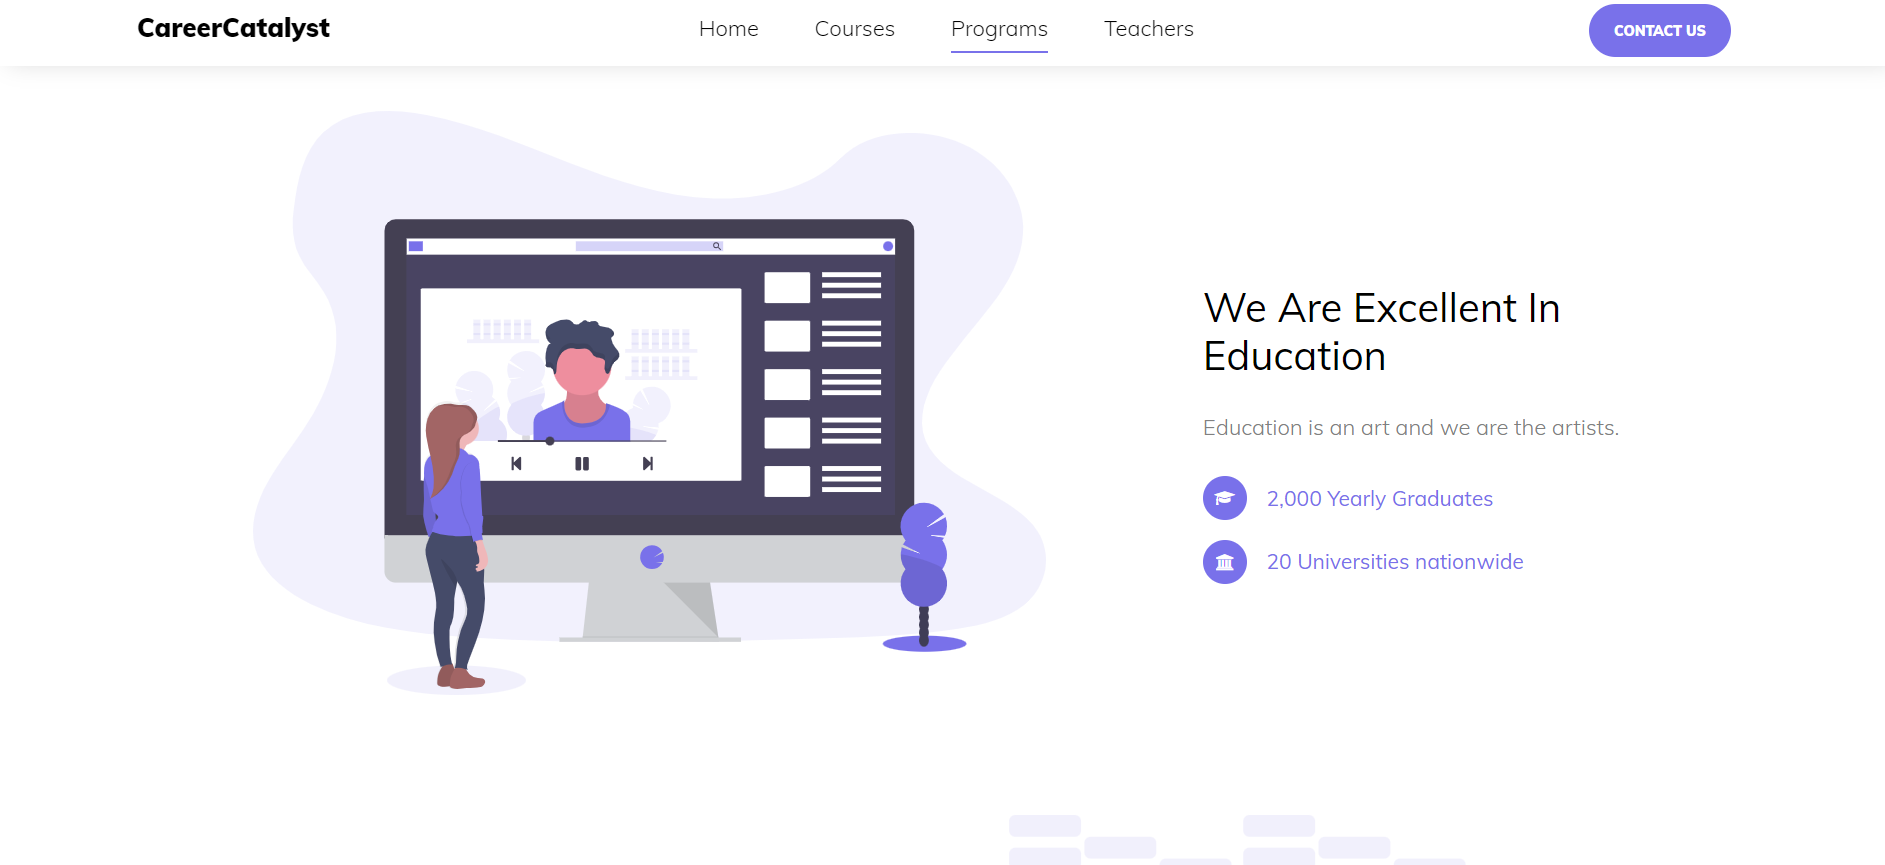 CareerCatalyst
Home
Courses
Programs
Teachers
CONTACT US
We Are Excellent In
Education
Education is an art and we are the artists.
2,000 Yearly Graduates
20 Universities nationwide